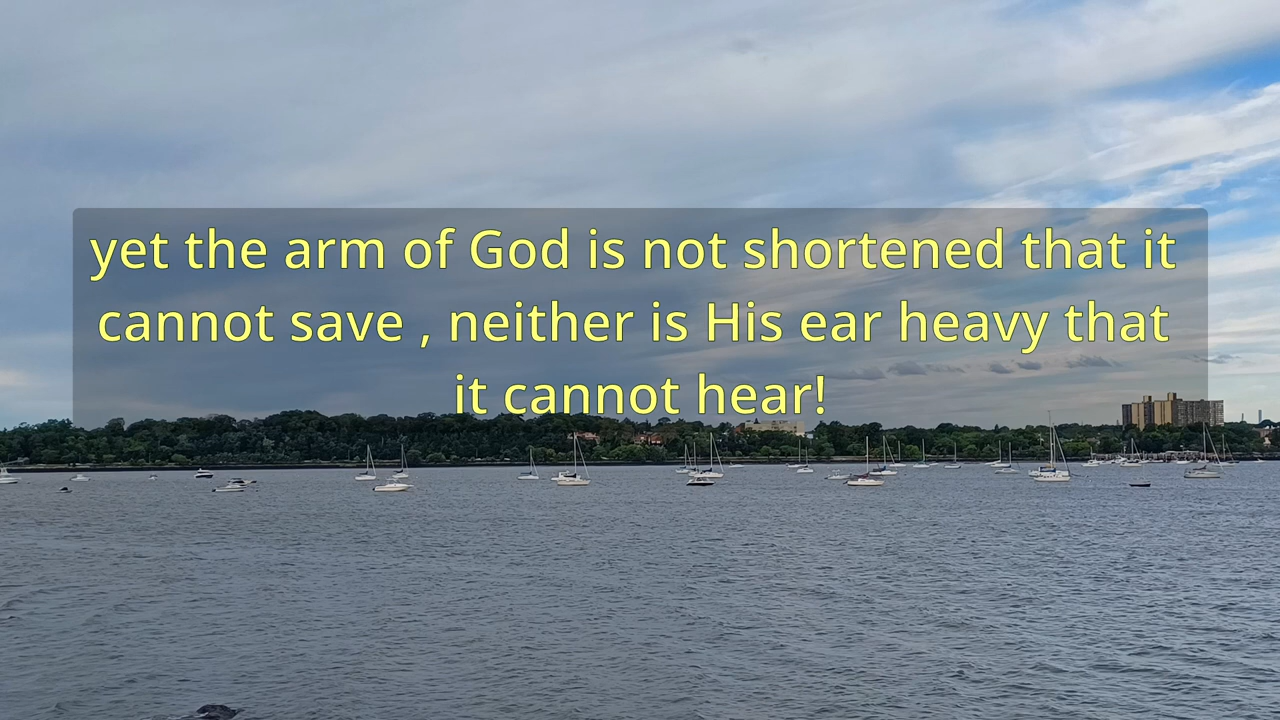 yet the arm of God is not shortened that it
cannot save , neither is His ear heavy that
it cannot hear!